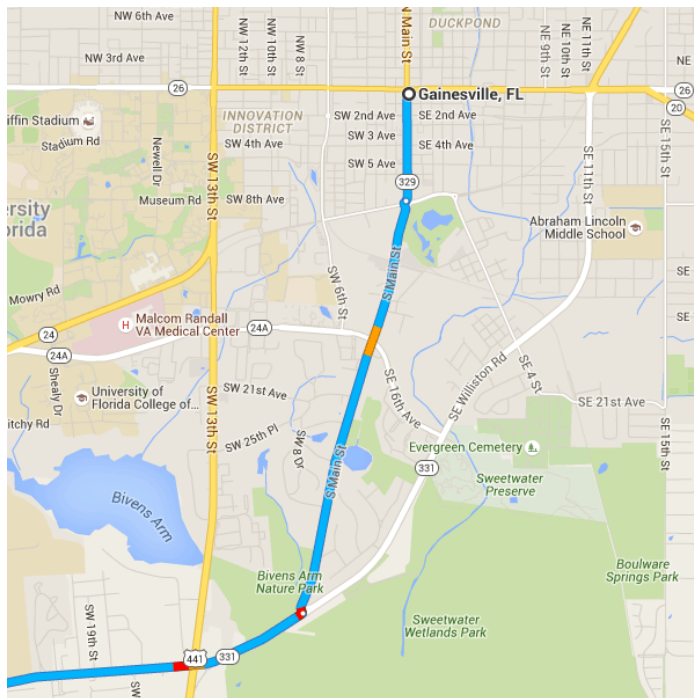 NW 6th Ave
NW 3rd Ave
NW 12th St
NW 10th St
NW 8 St
N Main St
DUCKPOND
NE 9th St
NE 10th St
NE 11th St
NE
26
Gainesville, FL
26
20
iffin Stadium
Stadium Rd
INNOVATION
DISTRICT
SW 2nd Ave
SE 2nd Ave
SW 3 Ave
SW 4th Ave
SE 4th Ave
SW 5 Ave
Newell Dr
SW 13th St
SE 11th St
SE 15th St
329
Museum Rd
SW 8th Ave
ersity
orida
Abraham Lincoln
Middle School
S Main St
SW 6th St
Mowry Rd
SE
H
Malcom Randall
VA Medical Center
24
24A
24A
SE
SE Williston Rd
SE 4 St
Shealy Dr
University of
Florida College of...
SW 21st Ave
SE 16th Ave
SE 21st Ave
itchy Rd
SW 13th St
SW 25th Pl
SW 8 Dr
S Main St
Evergreen Cemetery
SE 15th St
331
Sweetwater
Preserve
Bivens Arm
Bivens Arm
Nature Park
Boulware
Springs Park
SW 19th St
Sweetwater
Wetlands Park
441
331